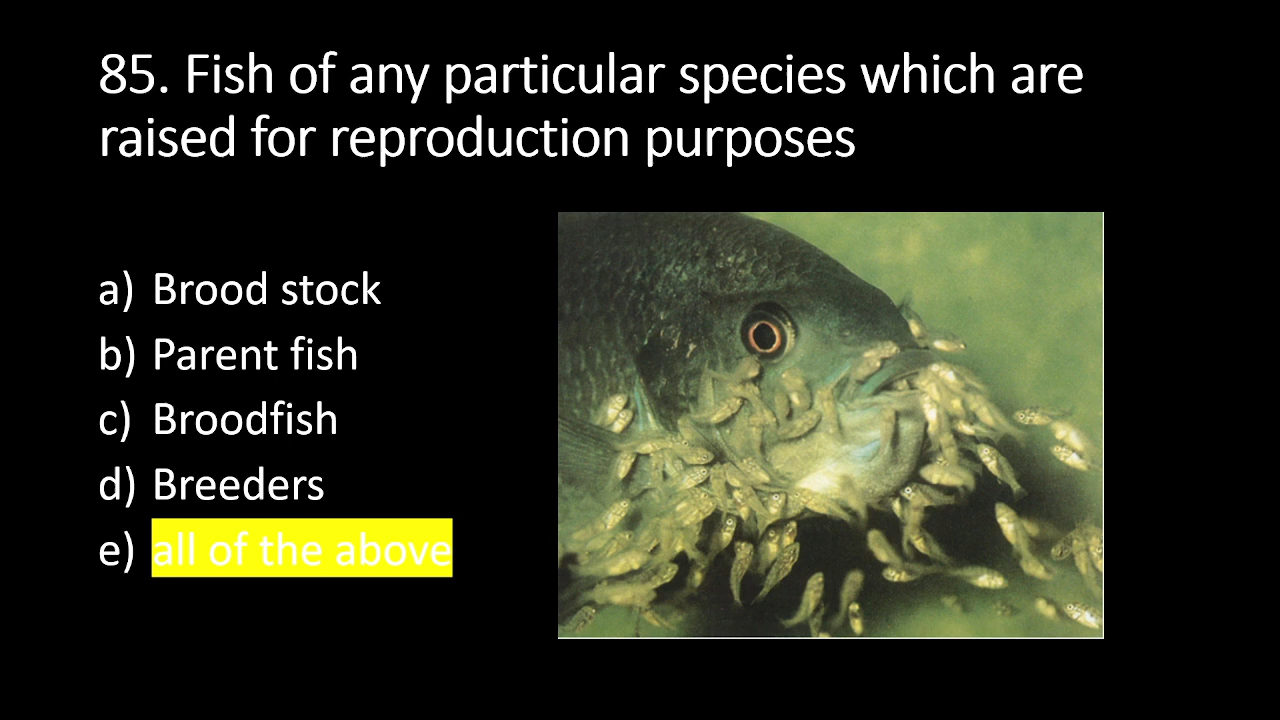 85. Fish of any particular species which are
raised for reproduction purposes
a) Brood stock
b) Parent fish
c) Broodfish
d) Breeders
e) all of the above